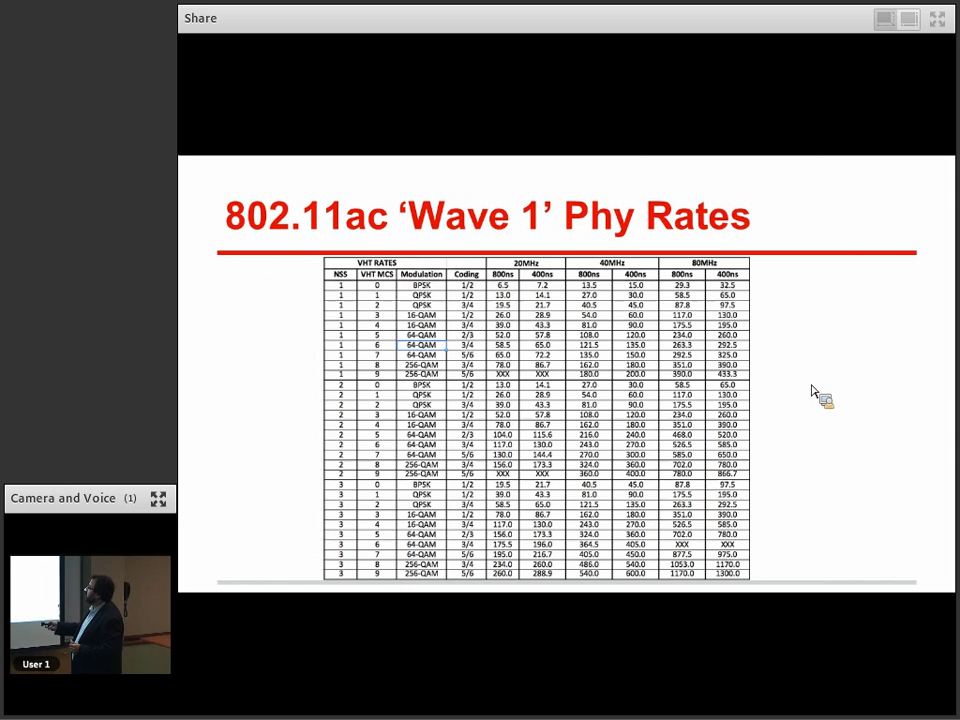 Share
802.11ac ‘Wave 1’ Phy Rates
VHT RATES 20MHz 40MHz 80MHz
NSS VHT MCS Modulation Coding 800ns 400ns 800ns 400ns 800ns 400ns
1 0 BPSK 1/2 6.5 7.2 13.5 15.0 29.3 32.5
1 1 QPSK 1/2 13.0 14.1 27.0 30.0 58.5 65.0
1 2 QPSK 3/4 19.5 21.7 40.5 45.0 87.8 97.5
1 3 16-QAM 1/2 26.0 28.9 54.0 60.0 117.0 130.0
1 4 16-QAM 3/4 39.0 43.3 81.0 90.0 175.5 195.0
1 5 64-QAM 2/3 52.0 57.8 108.0 120.0 234.0 260.0
1 6 64-QAM 3/4 58.5 65.0 121.5 135.0 263.3 292.5
1 7 64-QAM 5/6 65.0 72.2 135.0 150.0 292.5 325.0
1 8 256-QAM 3/4 78.0 86.7 162.0 180.0 351.0 390.0
1 9 256-QAM 5/6 XXX XXX 180.0 200.0 390.0 433.3
2 0 BPSK 1/2 13.0 14.1 27.0 30.0 58.5 65.0
2 1 QPSK 1/2 26.0 28.9 54.0 60.0 117.0 130.0
2 2 QPSK 3/4 39.0 43.3 81.0 90.0 175.5 195.0
2 3 16-QAM 1/2 52.0 57.8 108.0 120.0 234.0 260.0
2 4 16-QAM 3/4 78.0 86.7 162.0 180.0 351.0 390.0
2 5 64-QAM 2/3 104.0 115.6 216.0 240.0 468.0 520.0
2 6 64-QAM 3/4 117.0 130.0 243.0 270.0 526.5 585.0
2 7 64-QAM 5/6 130.0 144.4 270.0 300.0 585.0 650.0
2 8 256-QAM 3/4 156.0 173.3 324.0 360.0 702.0 780.0
2 9 256-QAM 5/6 XXX XXX 360.0 400.0 780.0 866.7
3 0 BPSK 1/2 19.5 21.7 40.5 45.0 87.8 97.5
3 1 QPSK 1/2 39.0 43.3 81.0 90.0 175.5 195.0
3 2 QPSK 3/4 58.5 65.0 121.5 135.0 263.3 292.5
3 3 16-QAM 1/2 78.0 86.7 162.0 180.0 351.0 390.0
3 4 16-QAM 3/4 117.0 130.0 243.0 270.0 526.5 585.0
3 5 64-QAM 2/3 156.0 173.3 324.0 360.0 702.0 780.0
3 6 64-QAM 3/4 175.5 196.0 364.5 405.0 XXX XXX
3 7 64-QAM 5/6 195.0 216.7 405.0 450.0 877.5 975.0
3 8 256-QAM 3/4 234.0 260.0 486.0 540.0 1053.0 1170.0
3 9 256-QAM 5/6 260.0 288.9 540.0 600.0 1170.0 1300.0
Camera and Voice (1)
User 1